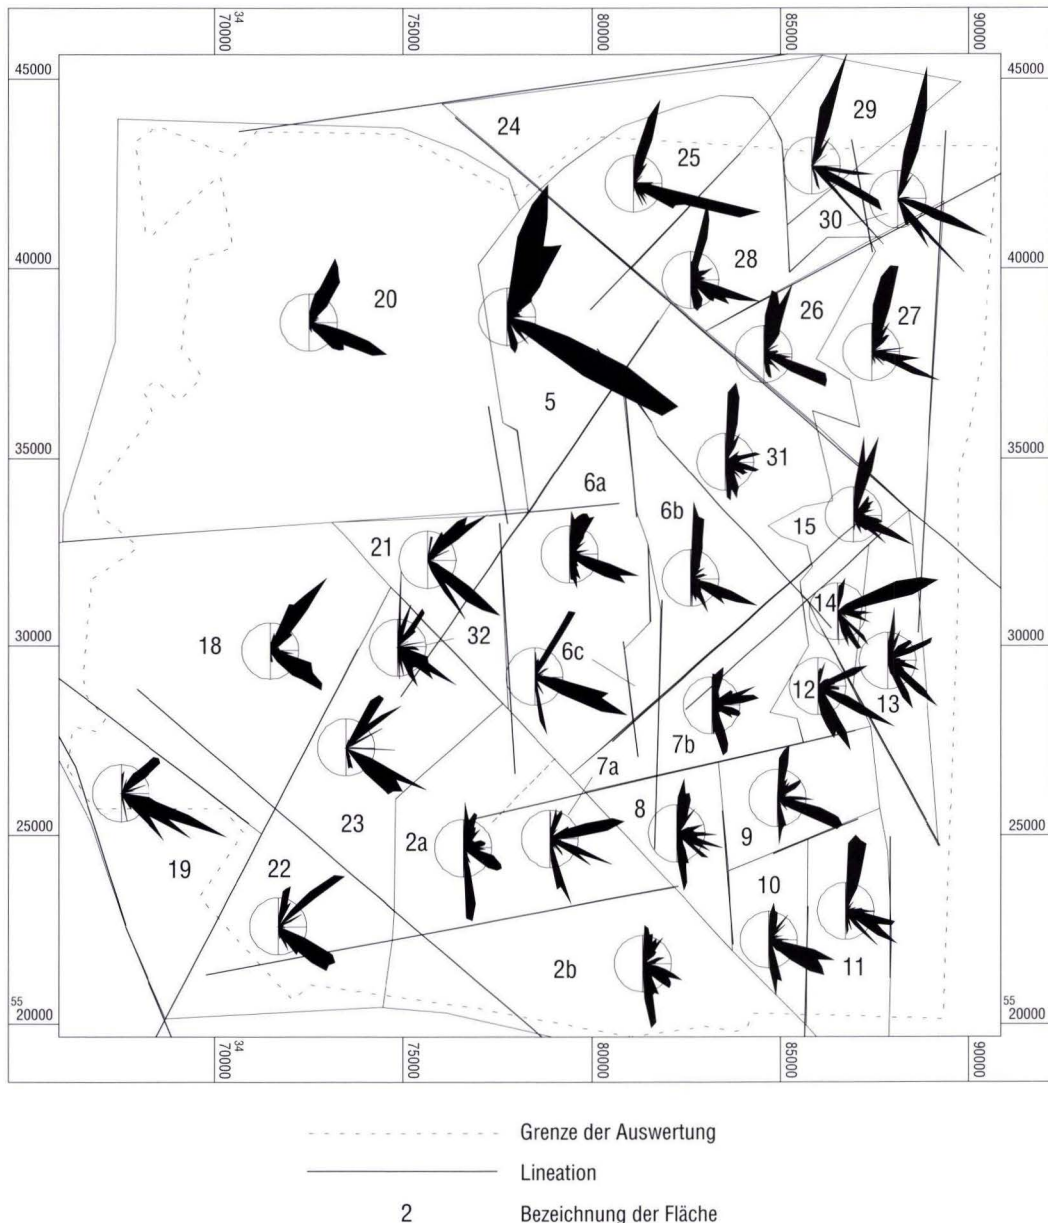 34
70000 75000 80000 85000 90000
45000 45000
24 29
25
30
28
40000 40000
20 26 27
5
35000 31 35000
6a
6b 15
21
14
18 32 6c
30000 30000
12 13
7b
7a
23 8
25000 2a 9 25000
19 22
10
2b 11
55 55
20000 20000
34
70000 75000 80000 85000 90000
Grenze der Auswertung
Lineation
2 Bezeichnung der Fläche